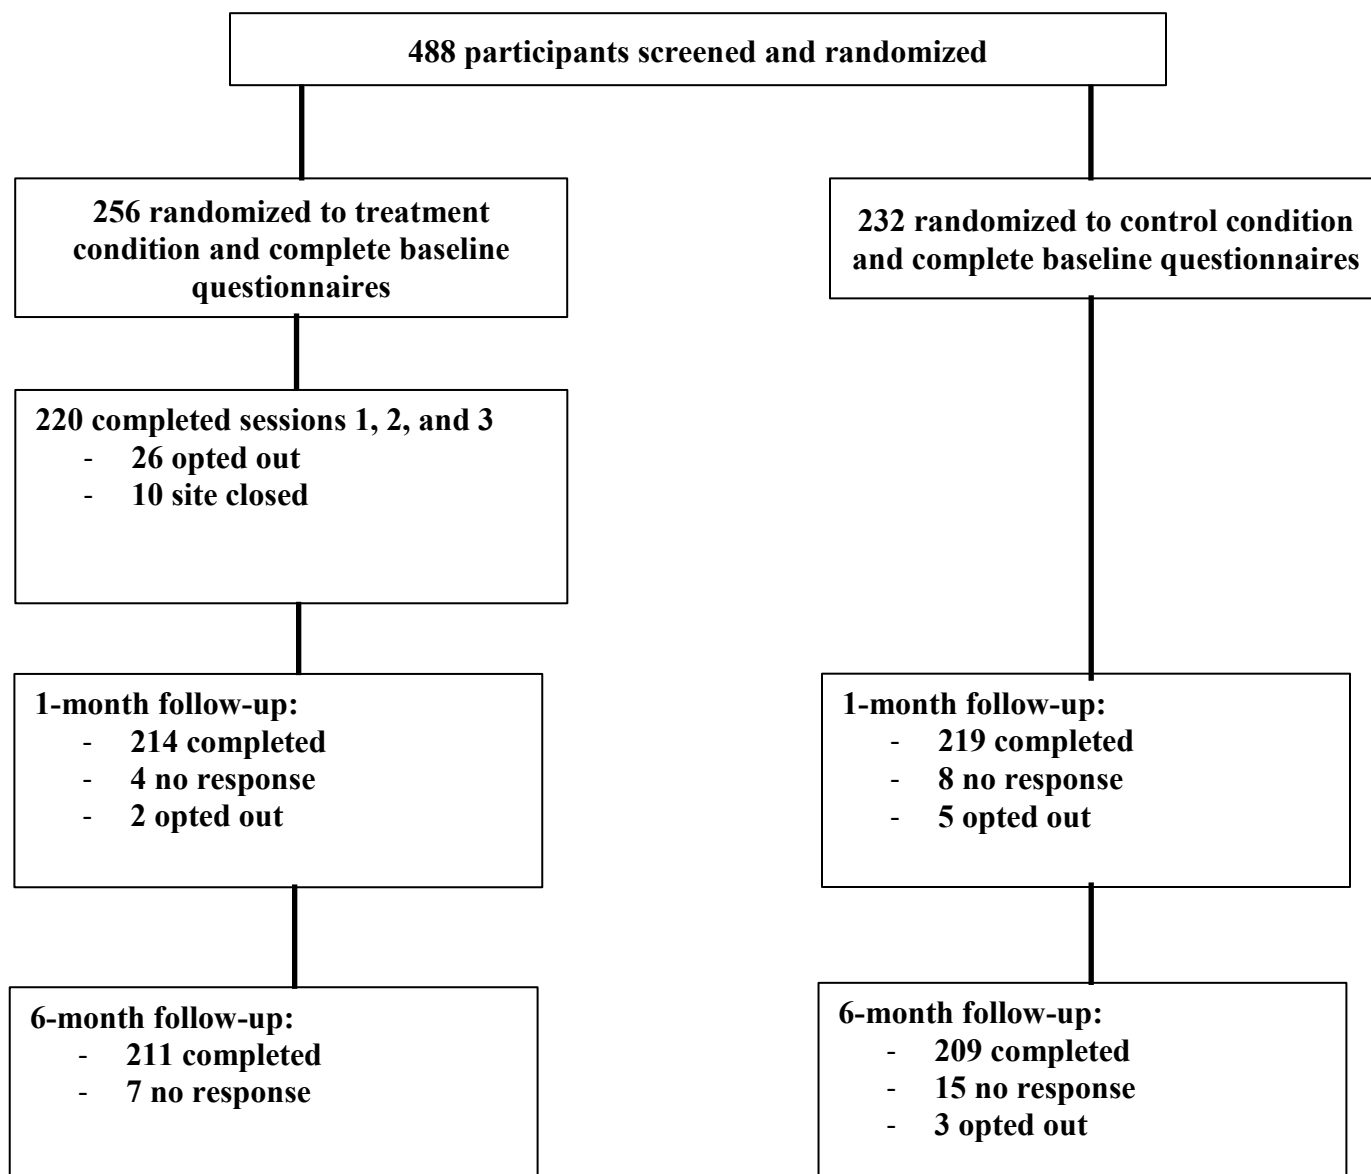 488 participants screened and randomized
256 randomized to treatment
condition and complete baseline
questionnaires
232 randomized to control condition
and complete baseline questionnaires
220 completed sessions 1, 2, and 3
- 26 opted out
- 10 site closed
1-month follow-up:
- 214 completed
- 4 no response
- 2 opted out
1-month follow-up:
- 219 completed
- 8 no response
- 5 opted out
6-month follow-up:
- 211 completed
- 7 no response
6-month follow-up:
- 209 completed
- 15 no response
- 3 opted out